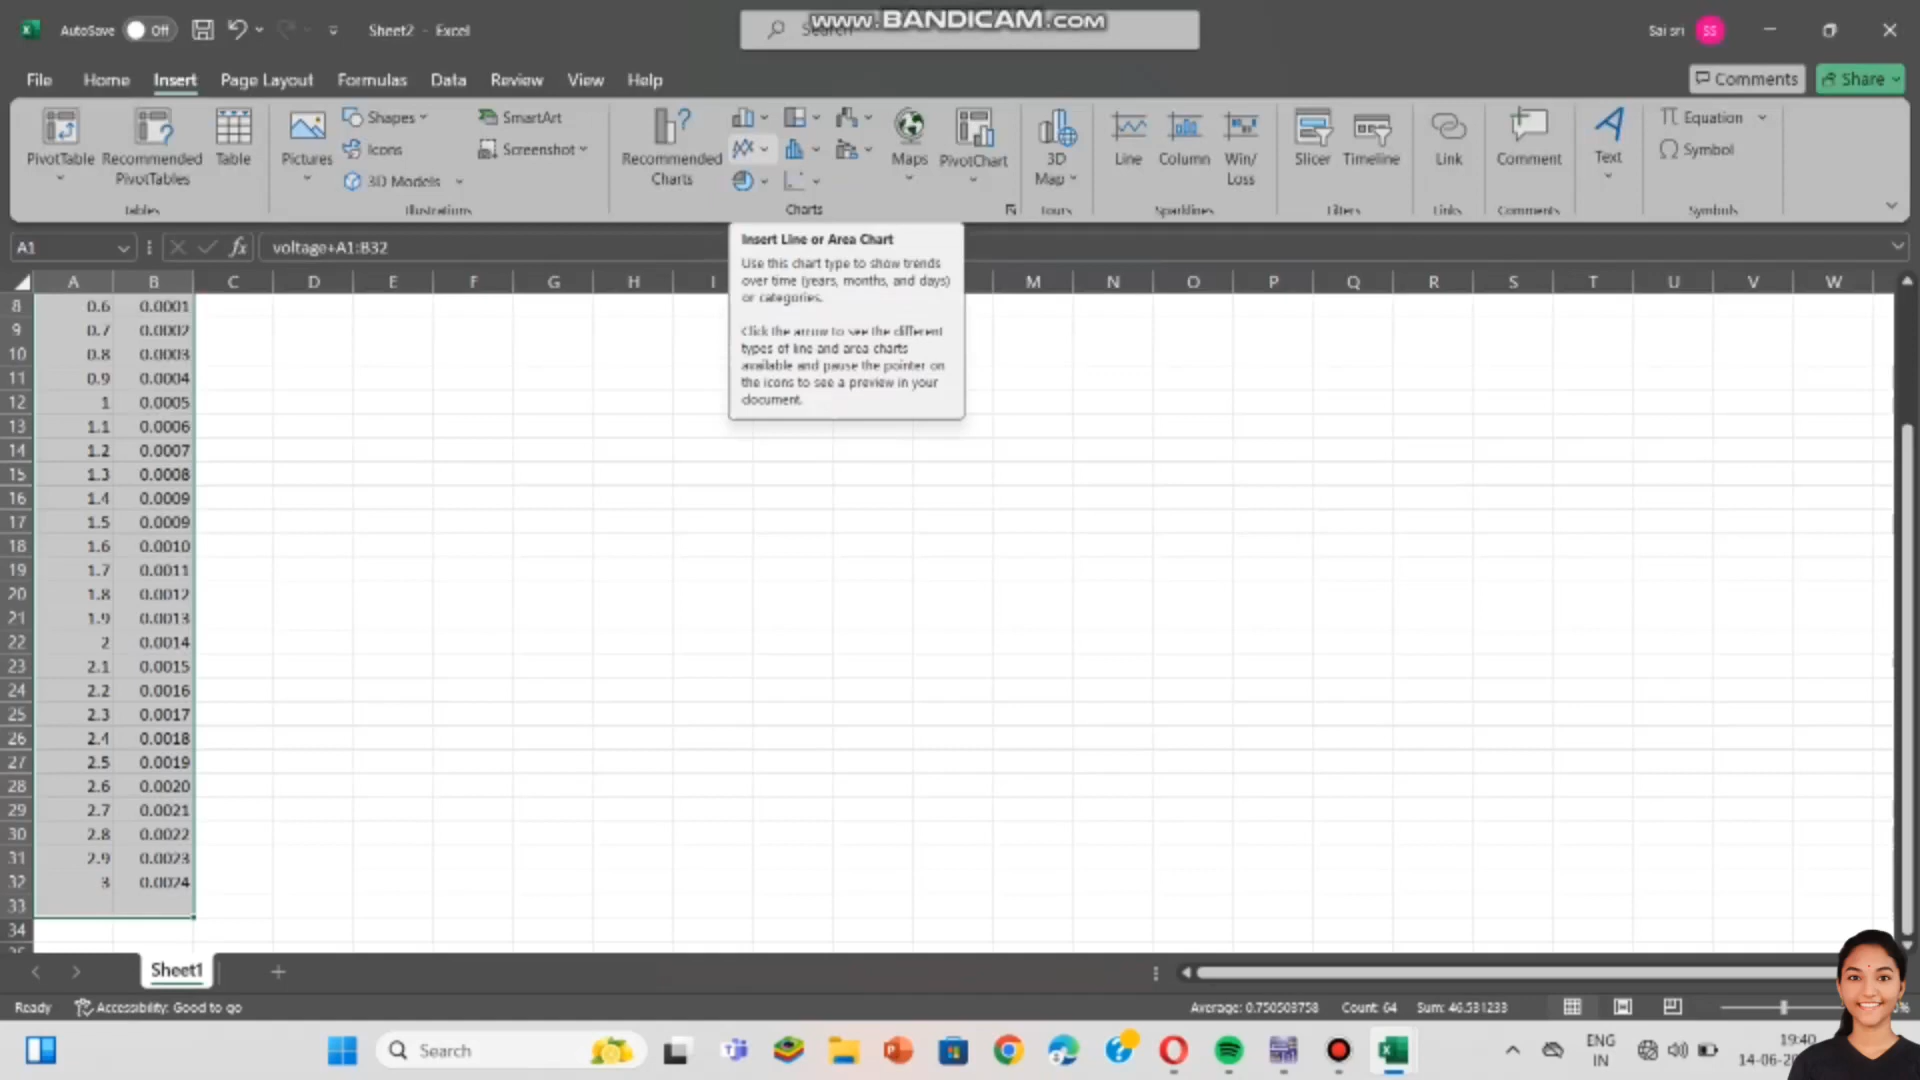 www.BANDICAM.com
AutoSave Off Sheet2 - Excel Search Sai sri SS
File Home Insert Page Layout Formulas Data Review View Help Comments Share
PivotTable Recommended PivotTables Table
Tables
Pictures Shapes Icons 3D Models SmartArt Screenshot
Illustrations
Recommended Charts Maps PivotChart
Charts
3D Map
Tours
Line Column Win/Loss
Sparklines
Slicer Timeline
Filters
Link
Links
Comment
Comments
Text
Equation
Symbol
Symbols
A1 fx voltage+A1:B32
Insert Line or Area Chart
Use this chart type to show trends
over time (years, months, and days)
or categories.
Click the arrow to see the different
types of line and area charts
available and pause the pointer on
the icons to see a preview in your
document.
A B C D E F G H I M N O P Q R S T U V W
8 0.6 0.0001
9 0.7 0.0002
10 0.8 0.0003
11 0.9 0.0004
12 1 0.0005
13 1.1 0.0006
14 1.2 0.0007
15 1.3 0.0008
16 1.4 0.0009
17 1.5 0.0009
18 1.6 0.0010
19 1.7 0.0011
20 1.8 0.0012
21 1.9 0.0013
22 2 0.0014
23 2.1 0.0015
24 2.2 0.0016
25 2.3 0.0017
26 2.4 0.0018
27 2.5 0.0019
28 2.6 0.0020
29 2.7 0.0021
30 2.8 0.0022
31 2.9 0.0023
32 3 0.0024
33
34
Sheet1
Ready Accessibility: Good to go Average: 0.750503758 Count: 64 Sum: 46.531233
Search ENG 19:40
IN 14-06-2